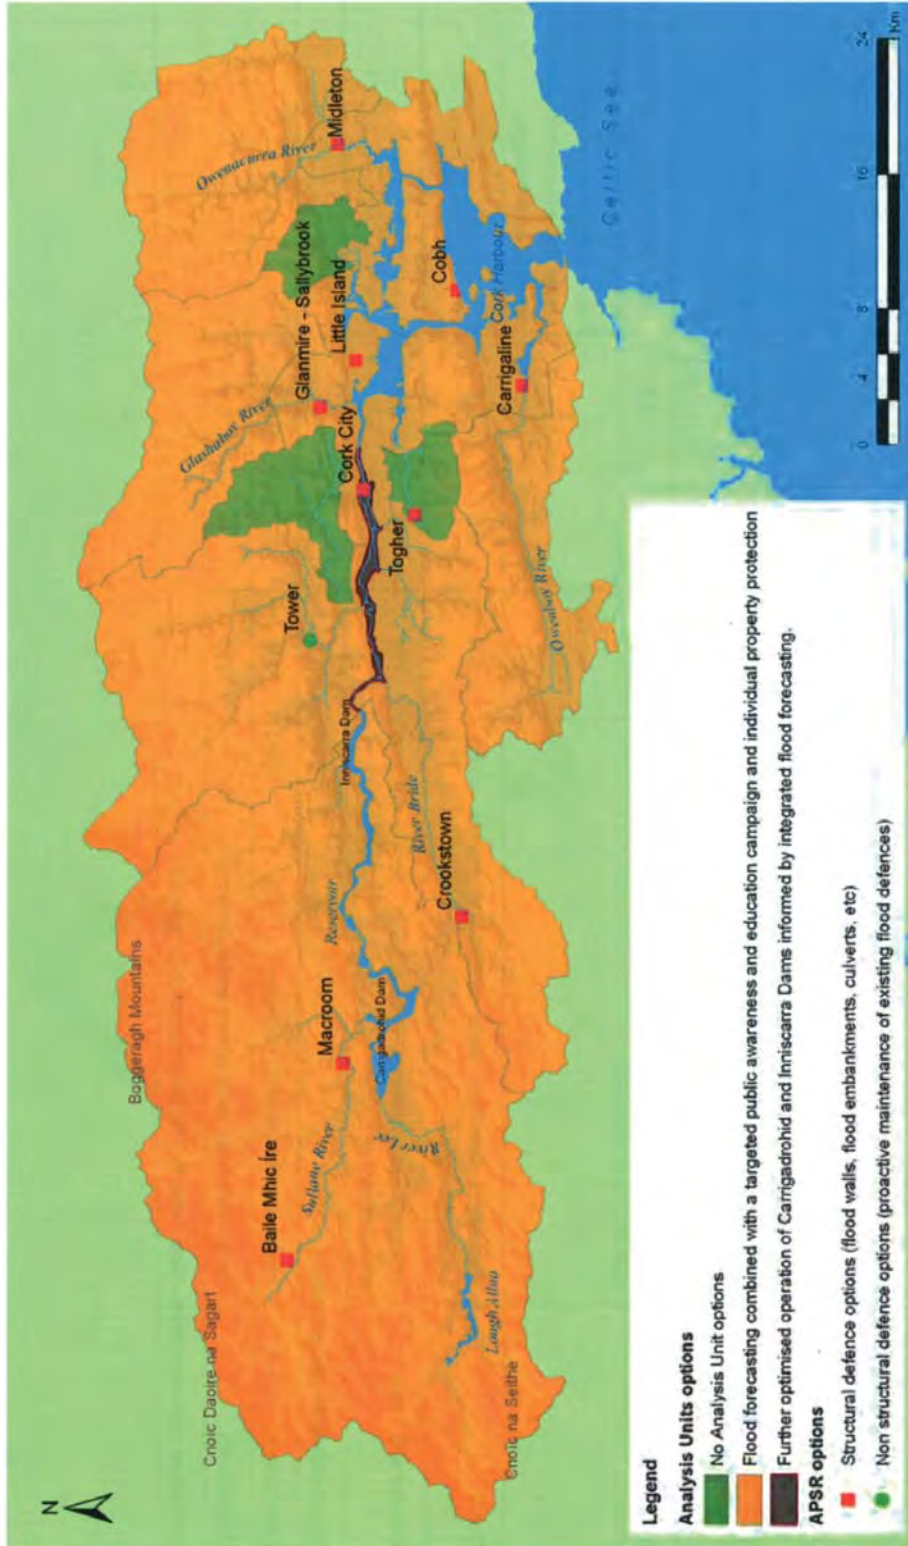 N
Boggeragh Mountains
Cnoic Daoire na Sagart
Cnoic na Seithe
Baile Mhic Íre
Sullane River
Macroom
Carrigadrohid Dam
River Lee
Lough Allua
Reservoir
Crookstown
River Bride
Inniscarra Dam
Tower
Cork City
Togher
Glashaboy River
Glanmire - Sallybrook
Little Island
Owenacurra River
Midleton
Cobh
Cork Harbour
Carrigaline
Owenboy River
Celtic Sea
0 4 8 16 24
Km
Legend
Analysis Units options
No Analysis Unit options
Flood forecasting combined with a targeted public awareness and education campaign and individual property protection
Further optimised operation of Carrigadrohid and Inniscarra Dams informed by integrated flood forecasting.
APSR options
Structural defence options (flood walls, flood embankments, culverts, etc)
Non structural defence options (proactive maintenance of existing flood defences)